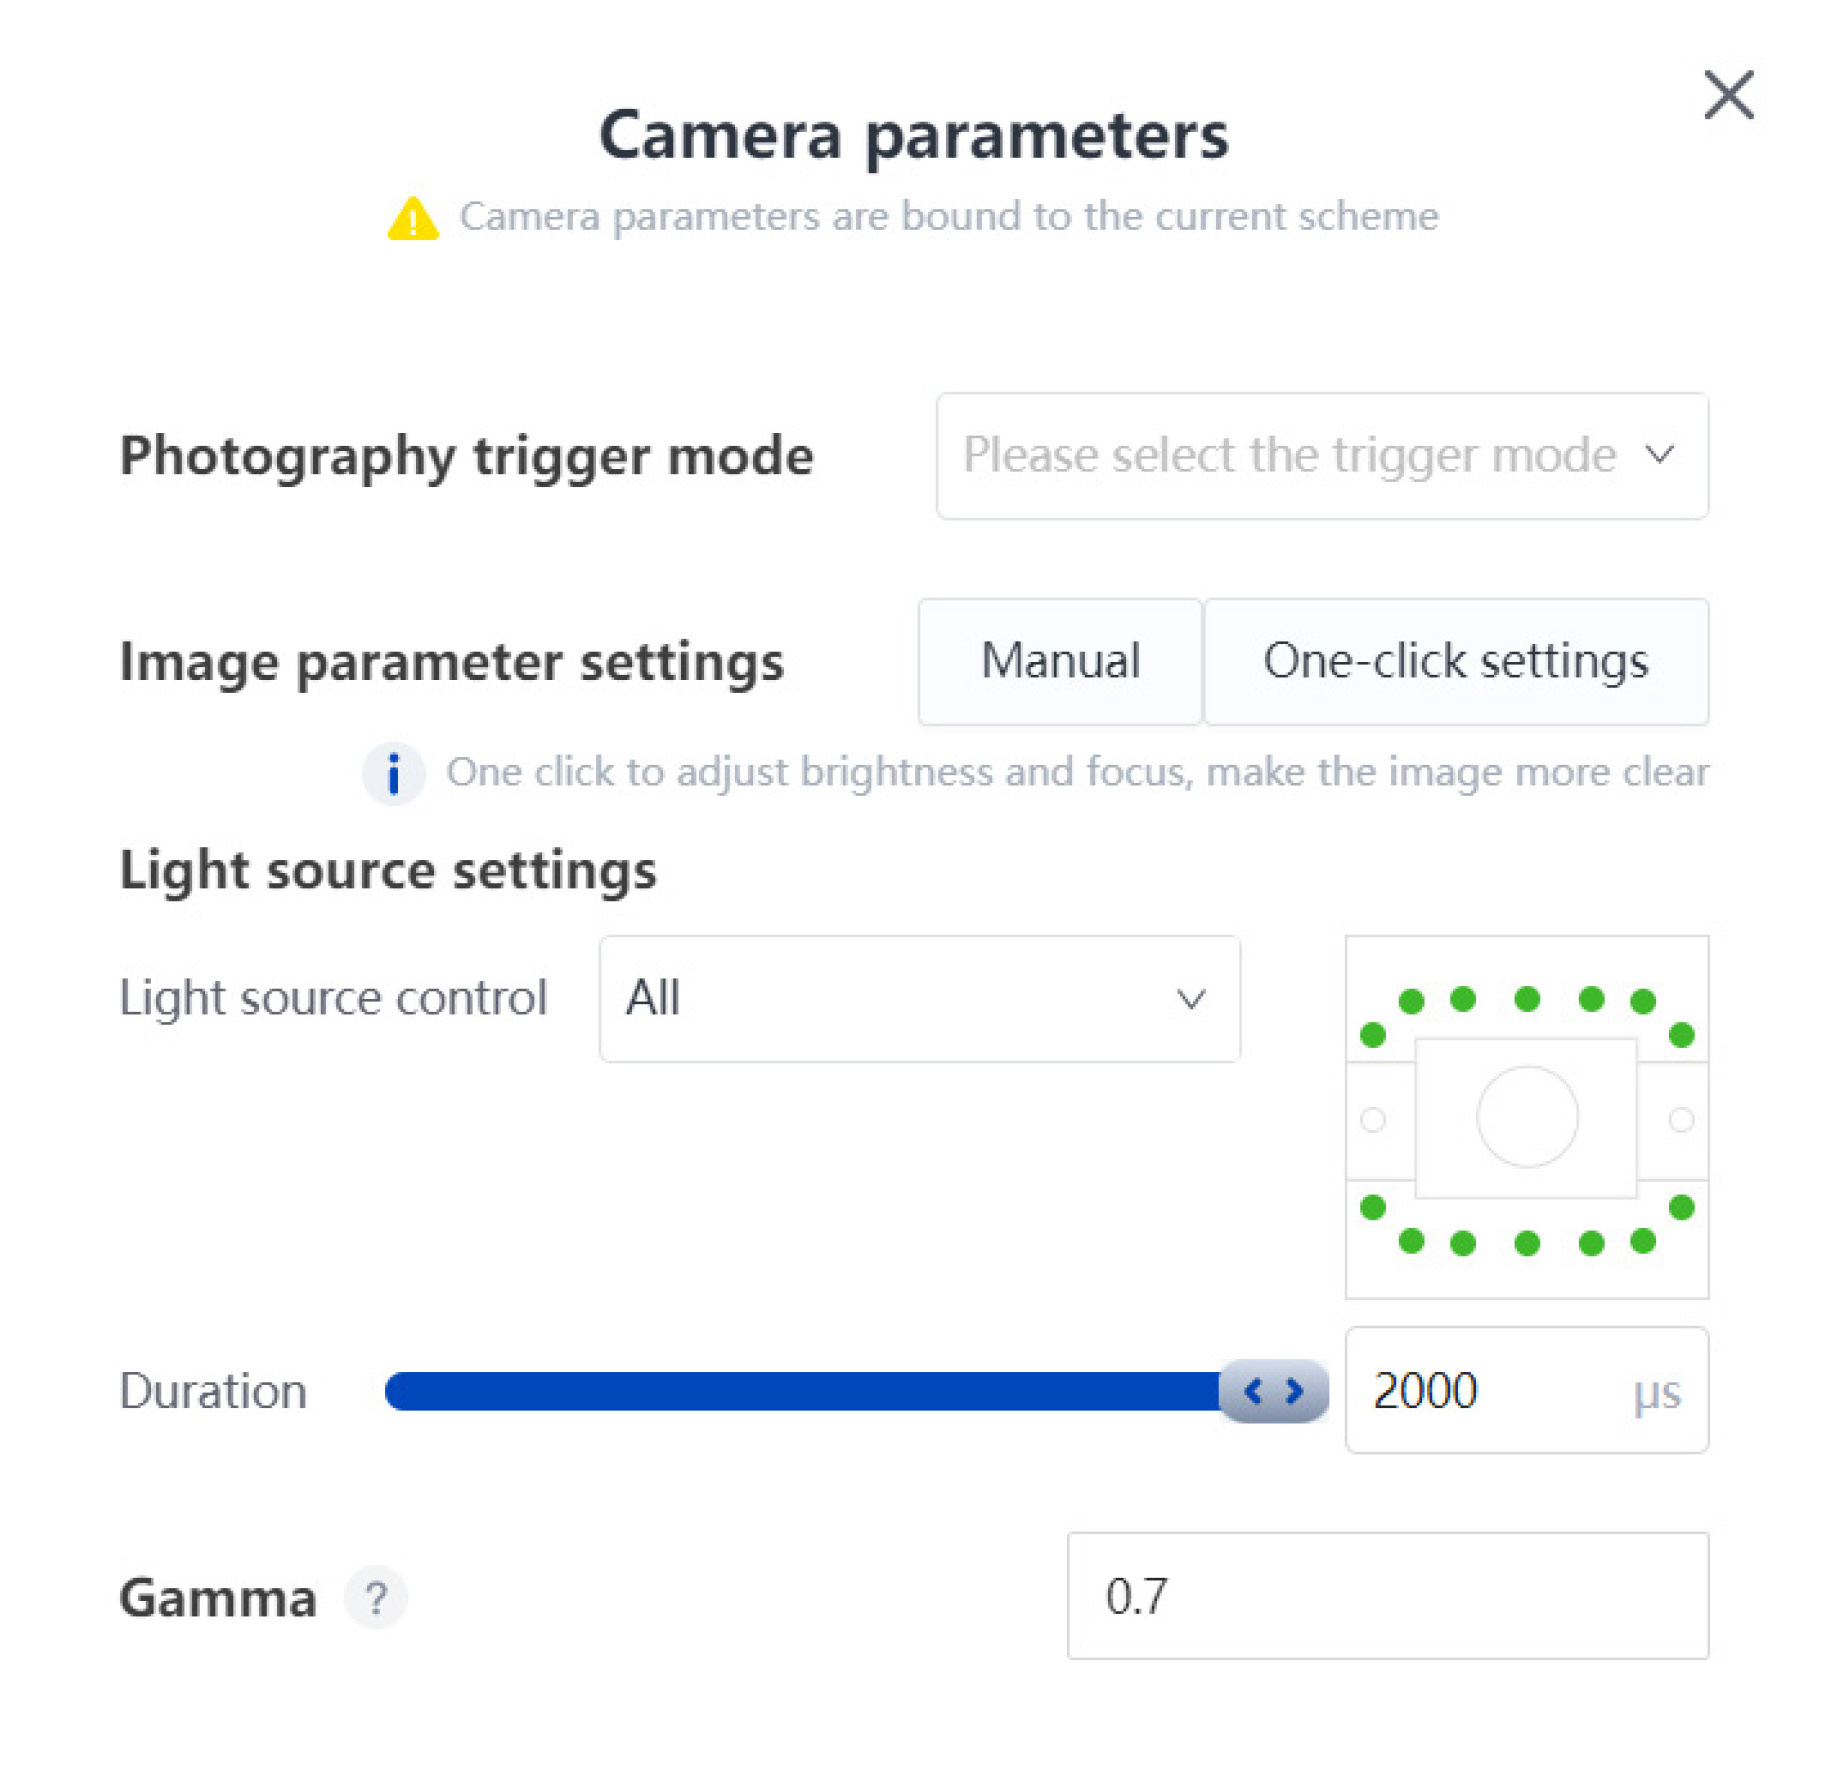 Camera parameters
Camera parameters are bound to the current scheme
Photography trigger mode
Please select the trigger mode
Image parameter settings
Manual
One-click settings
One click to adjust brightness and focus, make the image more clear
Light source settings
Light source control
All
Duration
2000
µs
Gamma
?
0.7